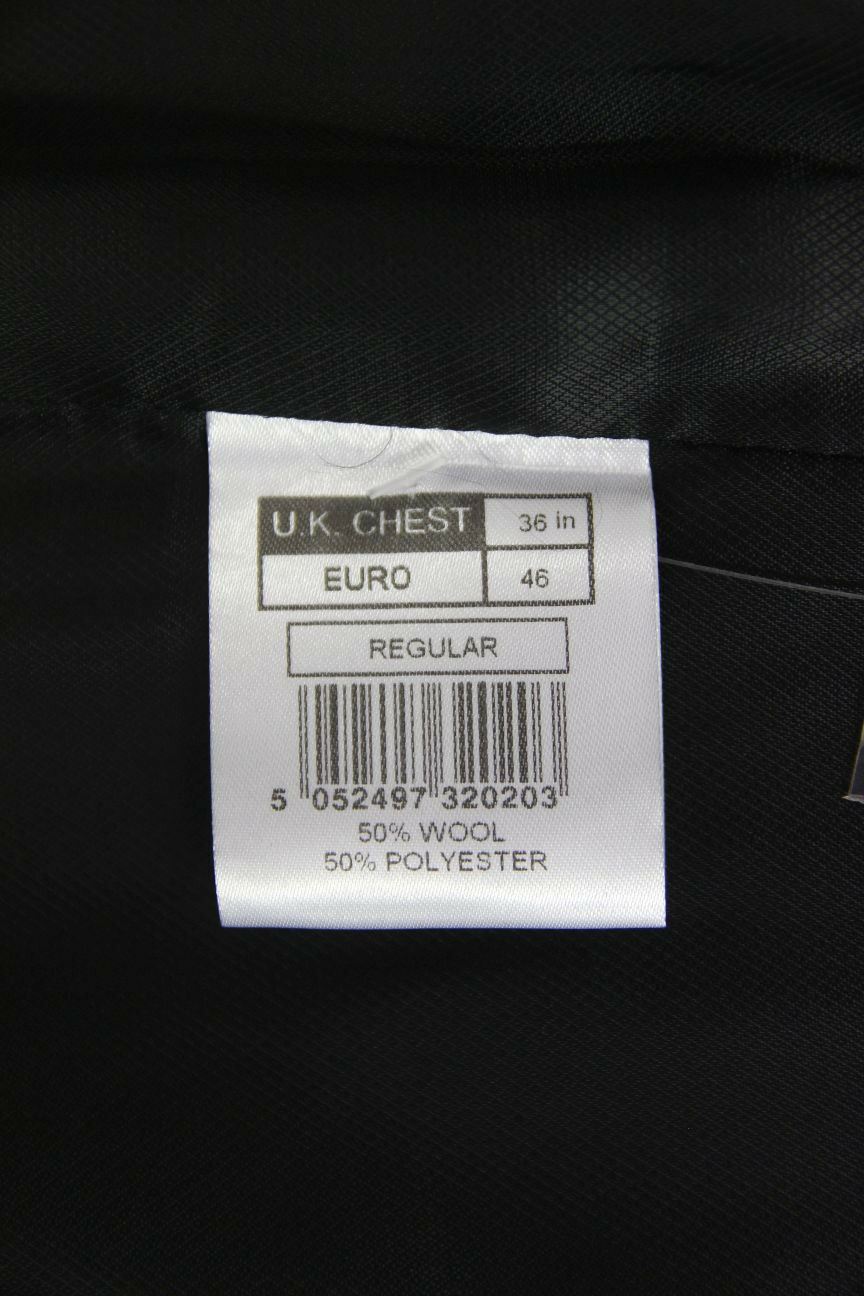 U.K. CHEST 36 in
EURO 46
REGULAR
5 052497 320203
50% WOOL
50% POLYESTER